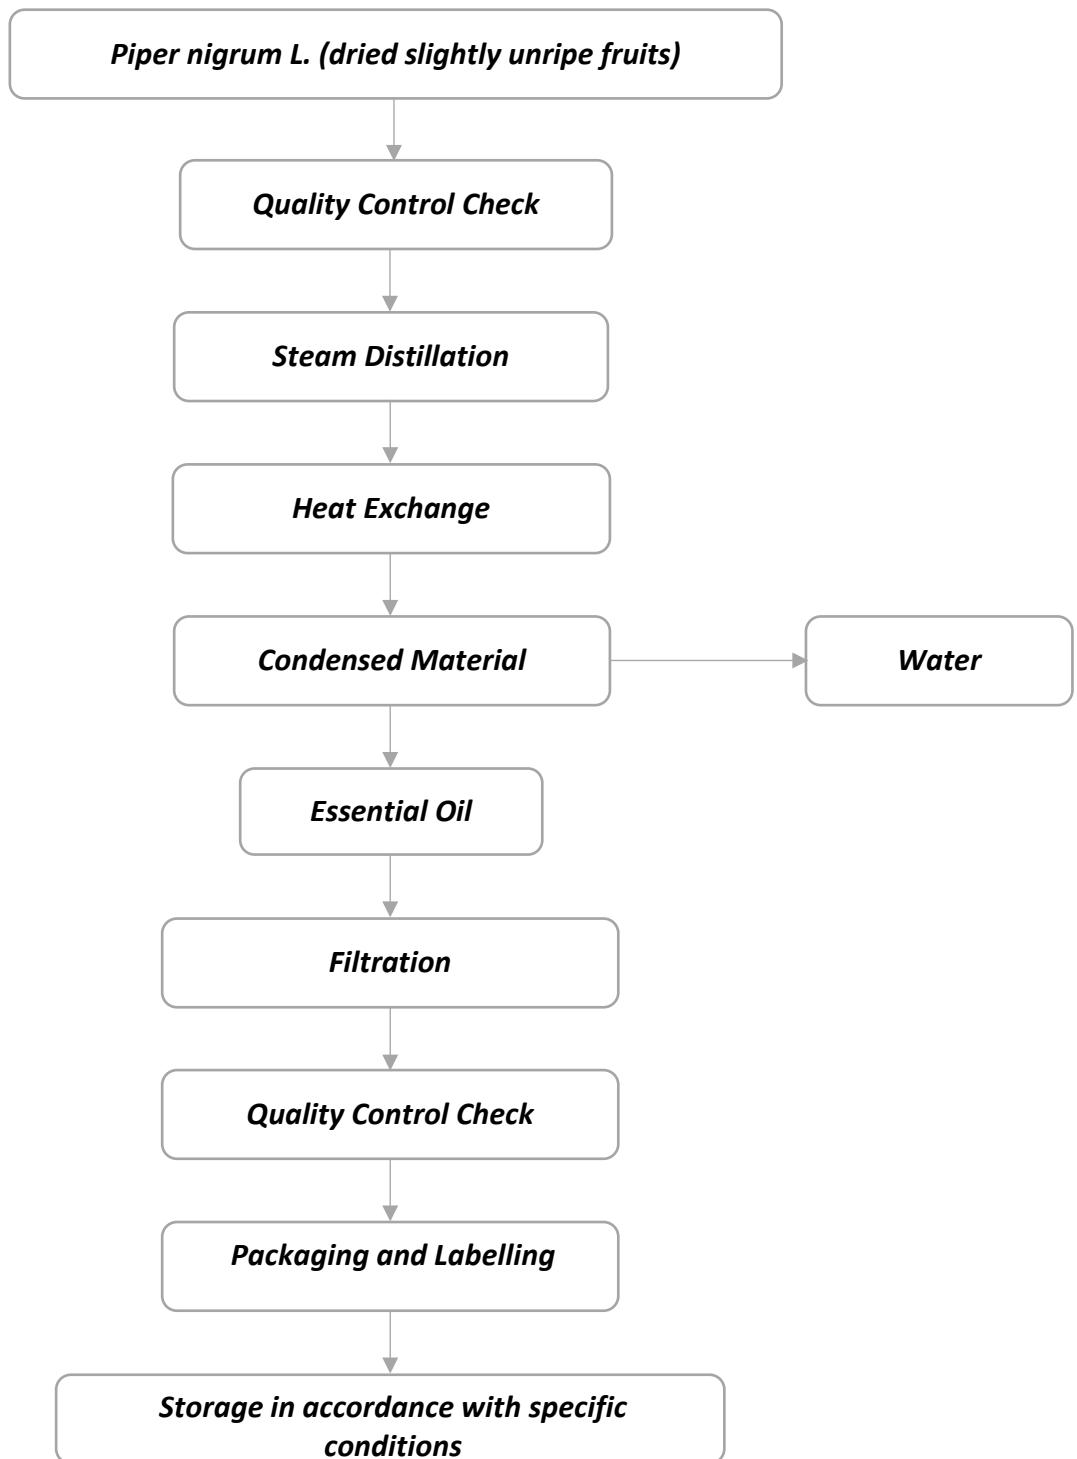 Piper nigrum L. (dried slightly unripe fruits)
Quality Control Check
Steam Distillation
Heat Exchange
Condensed Material
Water
Essential Oil
Filtration
Quality Control Check
Packaging and Labelling
Storage in accordance with specific
conditions